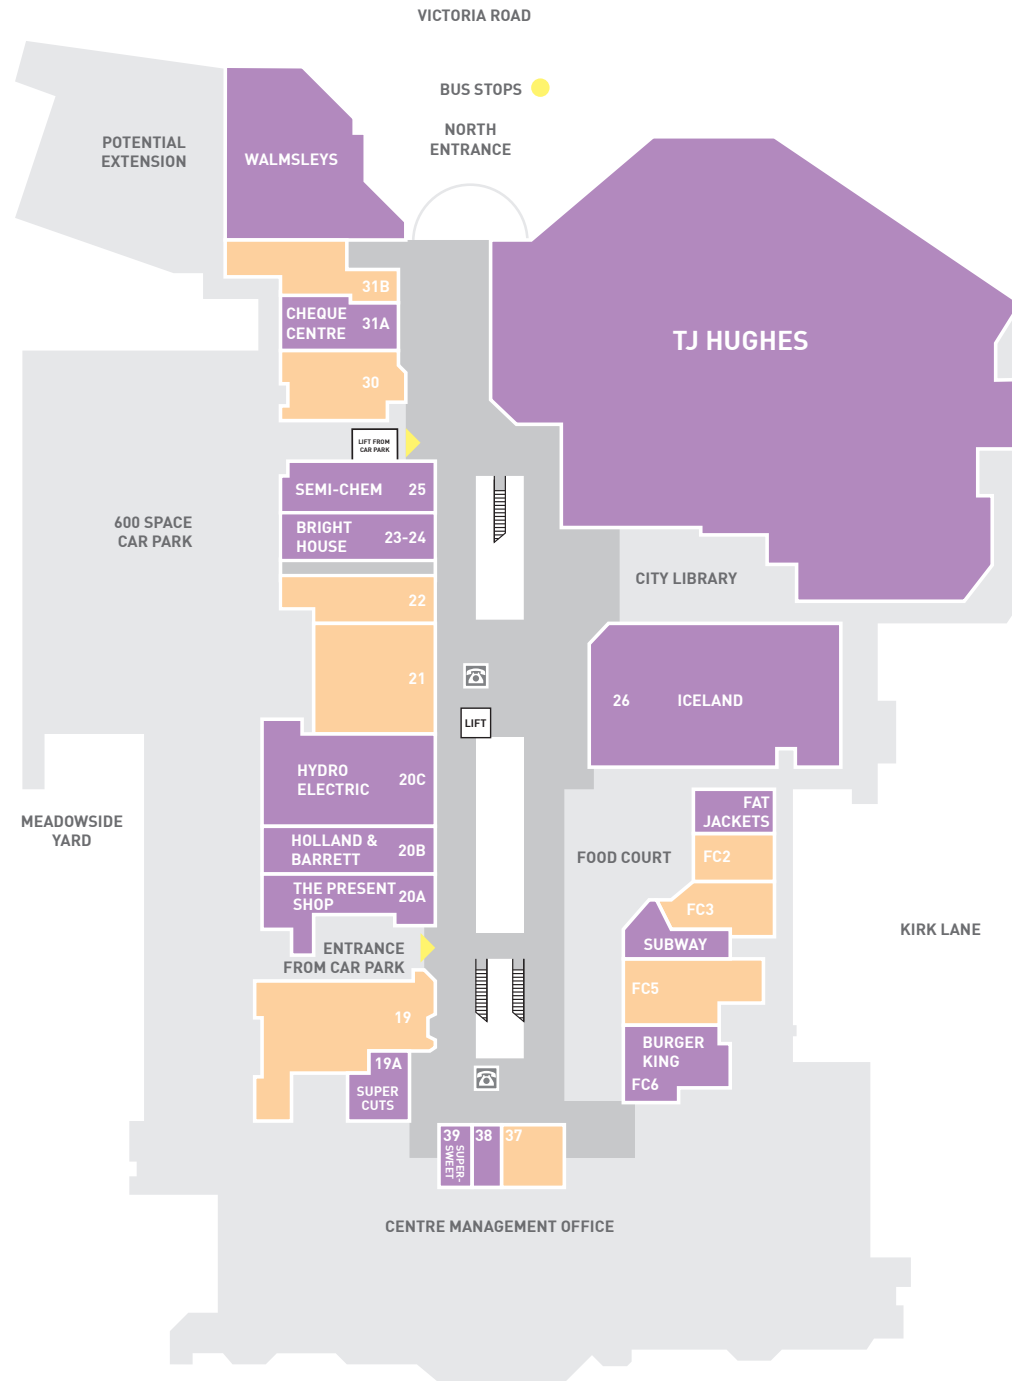 VICTORIA ROAD
BUS STOPS
NORTH
ENTRANCE
POTENTIAL
EXTENSION
WALMSLEYS
31B
CHEQUE
CENTRE
31A
30
TJ HUGHES
LIFT FROM
CAR PARK
SEMI-CHEM 25
BRIGHT
HOUSE
23-24
600 SPACE
CAR PARK
CITY LIBRARY
22
21
26 ICELAND
LIFT
HYDRO
ELECTRIC
20C
MEADOWSIDE
YARD
HOLLAND &
BARRETT
20B
THE PRESENT
SHOP
20A
FAT
JACKETS
FOOD COURT
FC2
FC3
SUBWAY
KIRK LANE
ENTRANCE
FROM CAR PARK
FC5
19
19A
SUPER
CUTS
BURGER
KING
FC6
39
SUPER-
SWEET
38
37
CENTRE MANAGEMENT OFFICE